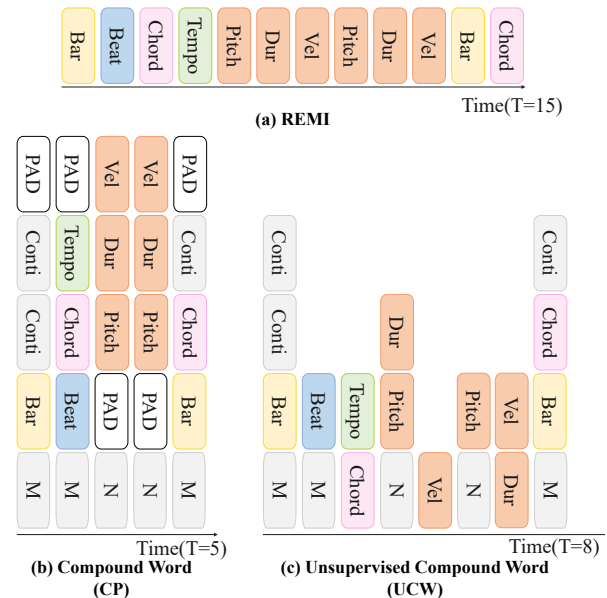 Bar Beat Chord Tempo Pitch Dur Vel Pitch Dur Vel Bar Chord
Time(T=15)
(a) REMI
PAD PAD Vel Vel PAD
Conti Tempo Dur Dur Conti
Conti Chord Pitch Pitch Chord
Bar Beat PAD PAD Bar
M M N N M
Time(T=5)
(b) Compound Word
(CP)
Conti Conti
Conti Dur Chord
Bar Beat Tempo Pitch Pitch Vel Bar
M M Chord N Vel N Dur M
Time(T=8)
(c) Unsupervised Compound Word
(UCW)